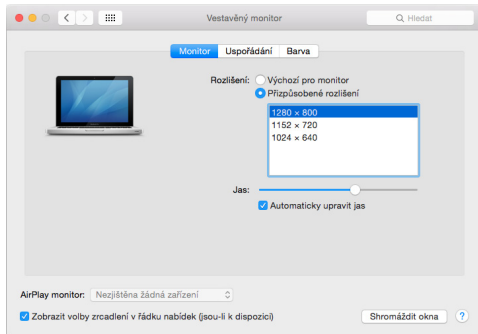 Vestavěný monitor
Hledat
Monitor Uspořádání Barva
Rozlišení: Výchozí pro monitor
Přizpůsobené rozlišení
1280 × 800
1152 × 720
1024 × 640
Jas:
Automaticky upravit jas
AirPlay monitor: Nezjištěna žádná zařízení
Zobrazit volby zrcadlení v řádku nabídek (jsou-li k dispozici) Shromáždit okna ?